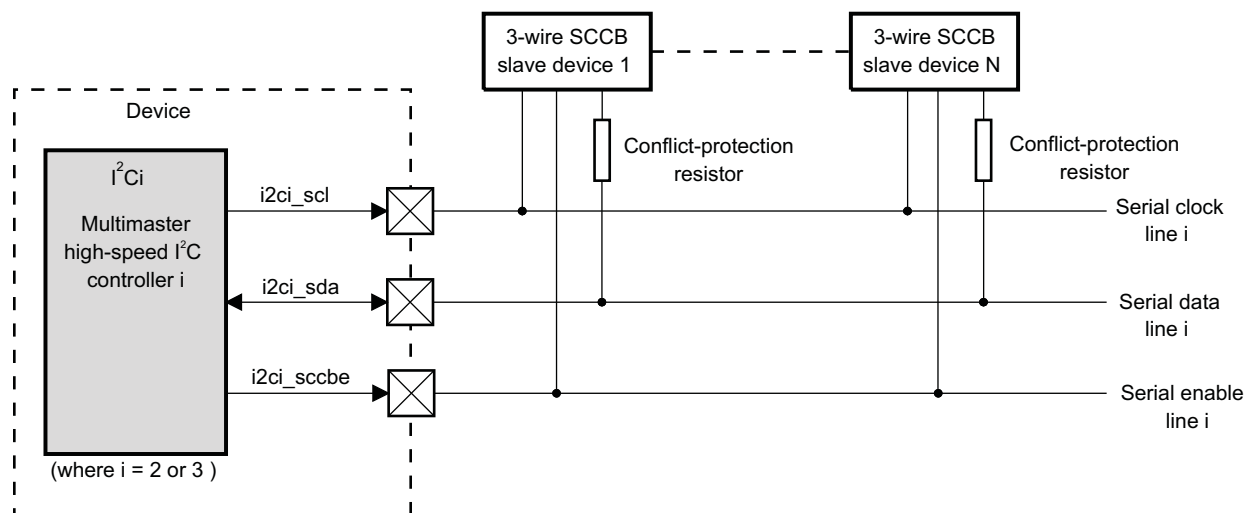 3-wire SCCB
slave device 1
3-wire SCCB
slave device N
Device
Conflict-protection
resistor
Conflict-protection
resistor
I²Ci
Multimaster
high-speed I²C
controller i
i2ci_scl
Serial clock
line i
i2ci_sda
Serial data
line i
i2ci_sccbe
Serial enable
line i
(where i = 2 or 3 )